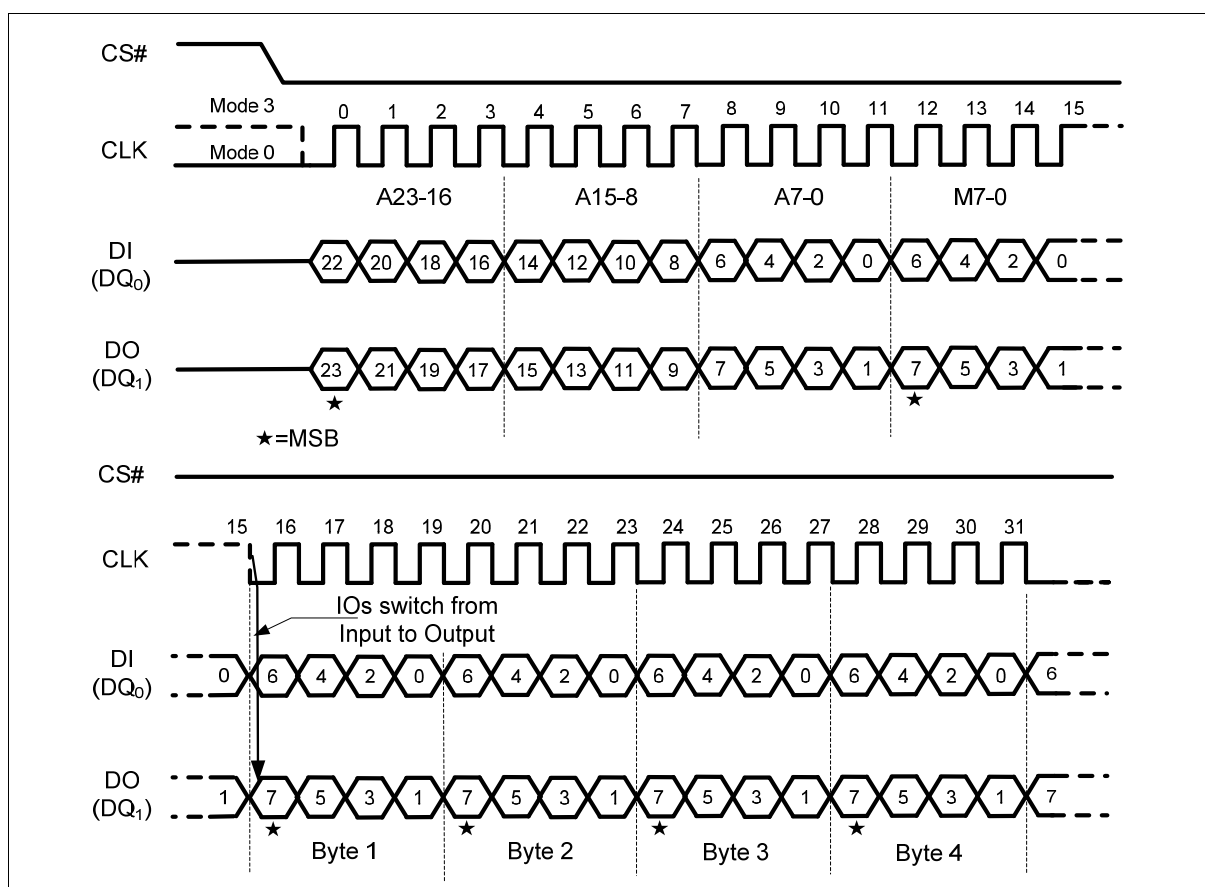 CS#
Mode 3
0 1 2 3 4 5 6 7 8 9 10 11 12 13 14 15
CLK
Mode 0
A23-16 A15-8 A7-0 M7-0
DI
(DQ0)
22 20 18 16 14 12 10 8 6 4 2 0 6 4 2 0
DO
(DQ1)
23 21 19 17 15 13 11 9 7 5 3 1 7 5 3 1
★ ★
★=MSB
CS#
15 16 17 18 19 20 21 22 23 24 25 26 27 28 29 30 31
CLK
IOs switch from
Input to Output
DI
(DQ0)
0 6 4 2 0 6 4 2 0 6 4 2 0 6 4 2 0 6
DO
(DQ1)
1 7 5 3 1 7 5 3 1 7 5 3 1 7 5 3 1 7
★ ★ ★ ★
Byte 1 Byte 2 Byte 3 Byte 4